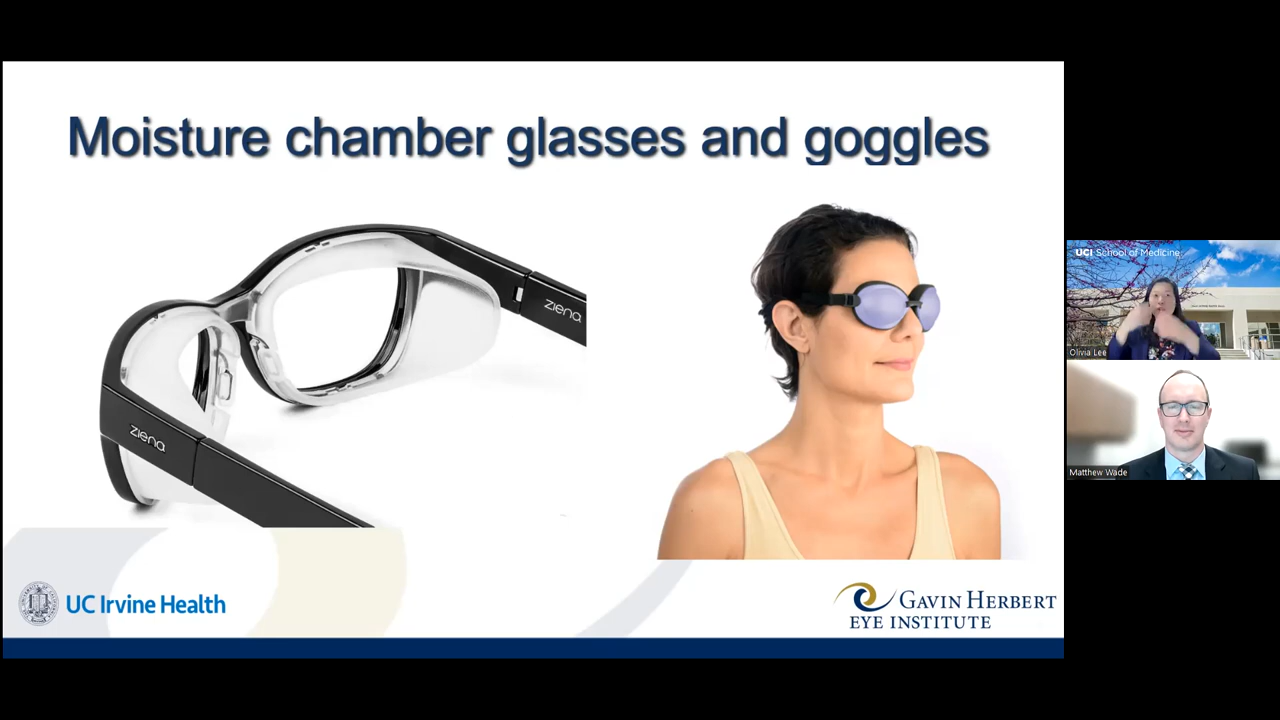 Moisture chamber glasses and goggles
ziena
ziena
UC Irvine Health
GAVIN HERBERT
EYE INSTITUTE
UCI School of Medicine
Olivia Lee
Matthew Wade